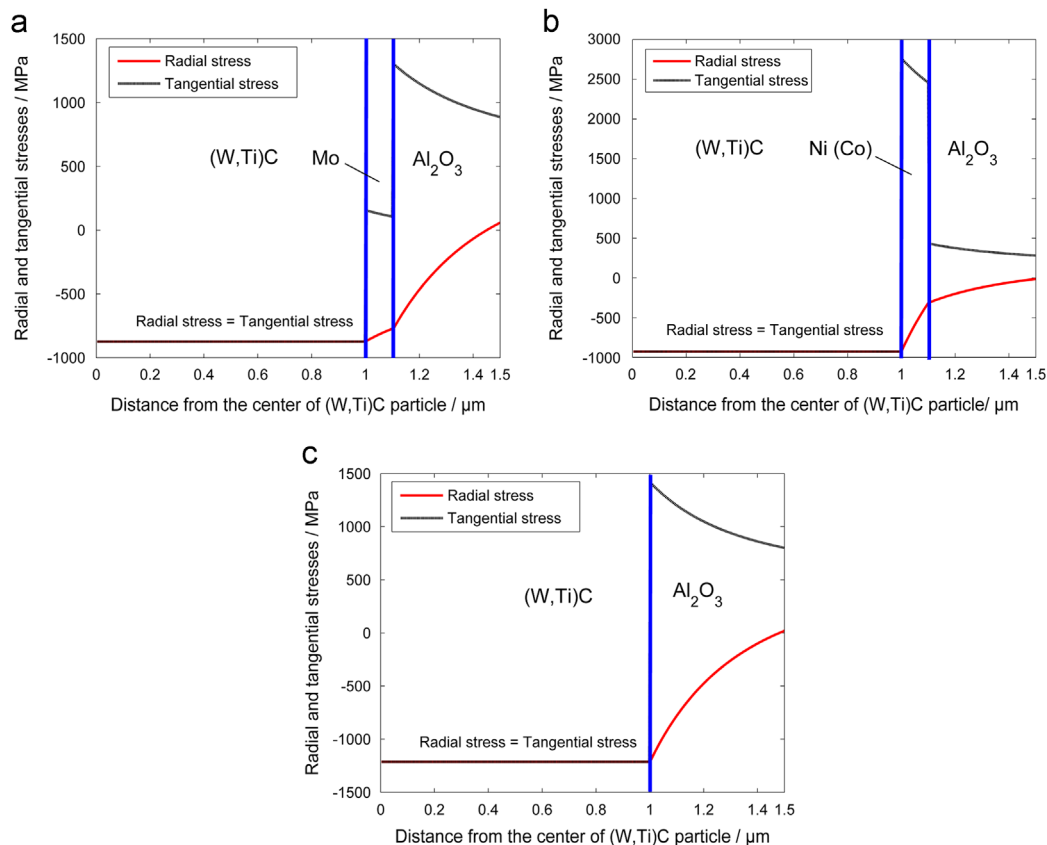 a
1500
1000
500
0
-500
-1000
Radial and tangential stresses / MPa
Radial stress
Tangential stress
(W,Ti)C
Mo
Al2O3
Radial stress = Tangential stress
0 0.2 0.4 0.6 0.8 1 1.2 1.4 1.5
Distance from the center of (W,Ti)C particle / µm
b
3000
2500
2000
1500
1000
500
0
-500
-1000
Radial and tangential stresses / MPa
Radial stress
Tangential stress
(W,Ti)C
Ni (Co)
Al2O3
Radial stress = Tangential stress
0 0.2 0.4 0.6 0.8 1 1.2 1.4 1.5
Distance from the center of (W,Ti)C particle/ µm
c
1500
1000
500
0
-500
-1000
-1500
Radial and tangential stresses / MPa
Radial stress
Tangential stress
(W,Ti)C
Al2O3
Radial stress = Tangential stress
0 0.2 0.4 0.6 0.8 1 1.2 1.4 1.5
Distance from the center of (W,Ti)C particle / µm